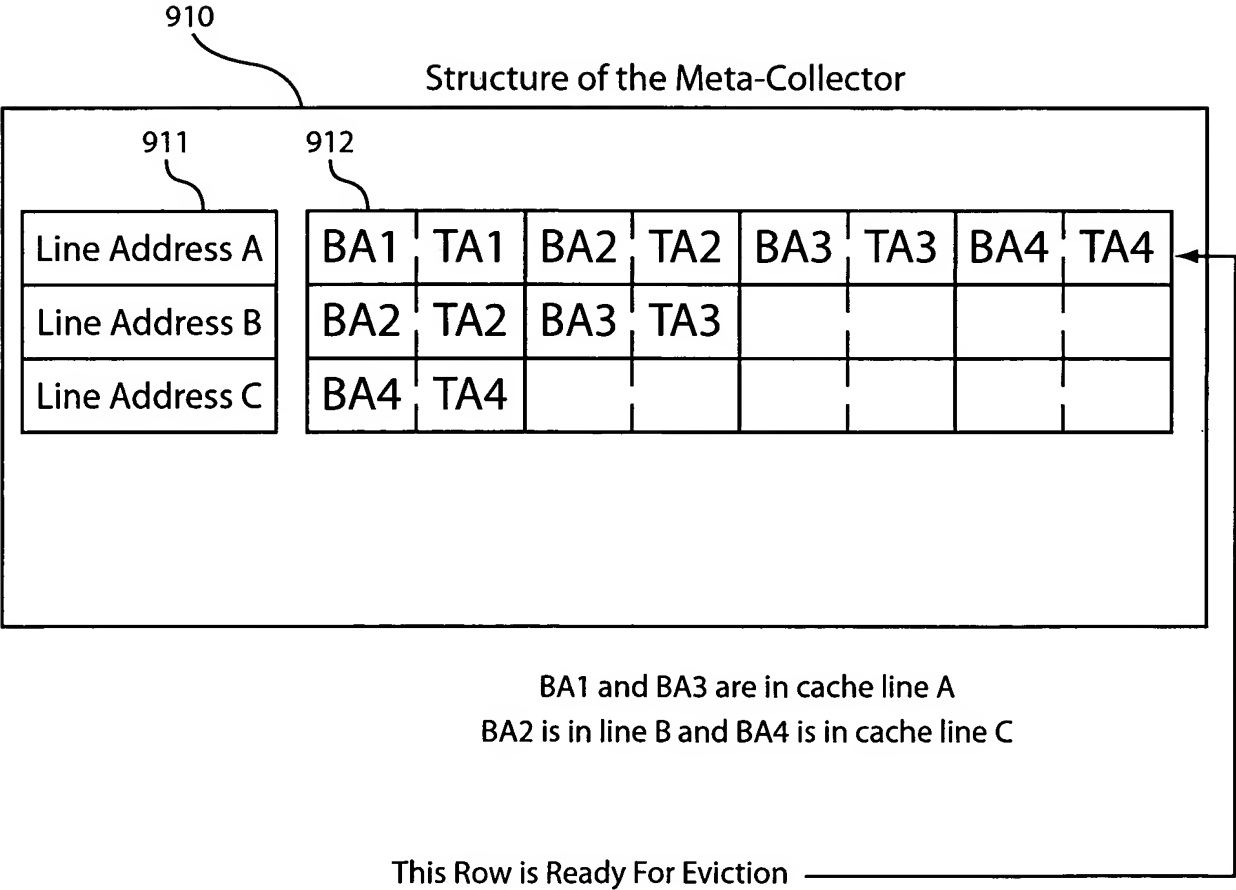 910
Structure of the Meta-Collector
911 912
Line Address A BA1 TA1 BA2 TA2 BA3 TA3 BA4 TA4
Line Address B BA2 TA2 BA3 TA3
Line Address C BA4 TA4
BA1 and BA3 are in cache line A
BA2 is in line B and BA4 is in cache line C
This Row is Ready For Eviction